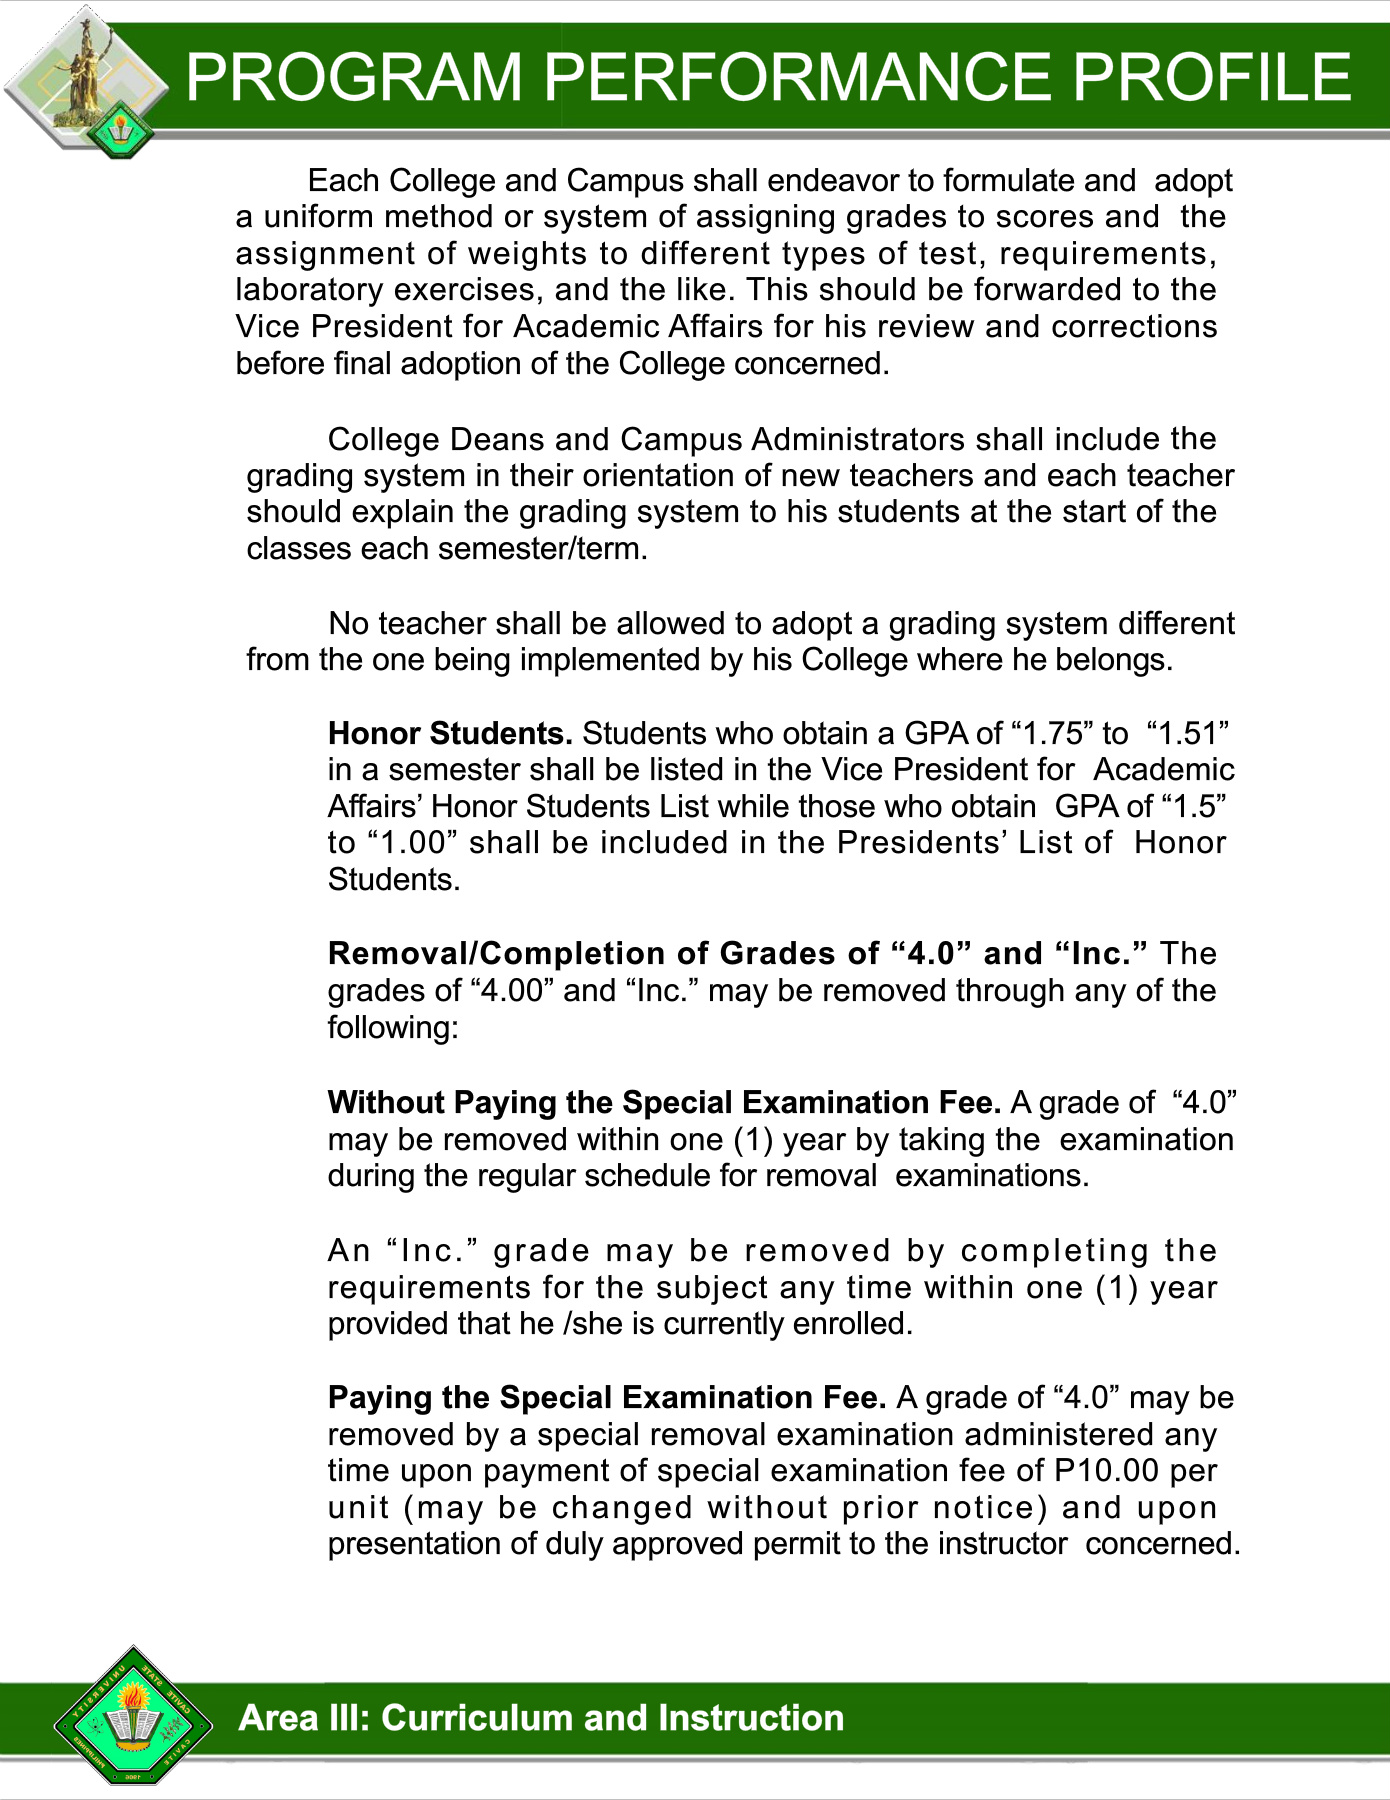 PROGRAM PERFORMANCE PROFILE
Each College and Campus shall endeavor to formulate and adopt
a uniform method or system of assigning grades to scores and the
assignment of weights to different types of test, requirements,
laboratory exercises, and the like. This should be forwarded to the
Vice President for Academic Affairs for his review and corrections
before final adoption of the College concerned.
College Deans and Campus Administrators shall include the
grading system in their orientation of new teachers and each teacher
should explain the grading system to his students at the start of the
classes each semester/term.
No teacher shall be allowed to adopt a grading system different
from the one being implemented by his College where he belongs.
Honor Students. Students who obtain a GPA of “1.75” to “1.51”
in a semester shall be listed in the Vice President for Academic
Affairs’ Honor Students List while those who obtain GPA of “1.5”
to “1.00” shall be included in the Presidents’ List of Honor
Students.
Removal/Completion of Grades of “4.0” and “Inc.” The
grades of “4.00” and “Inc.” may be removed through any of the
following:
Without Paying the Special Examination Fee. A grade of “4.0”
may be removed within one (1) year by taking the examination
during the regular schedule for removal examinations.
An “Inc.” grade may be removed by completing the
requirements for the subject any time within one (1) year
provided that he /she is currently enrolled.
Paying the Special Examination Fee. A grade of “4.0” may be
removed by a special removal examination administered any
time upon payment of special examination fee of P10.00 per
unit (may be changed without prior notice) and upon
presentation of duly approved permit to the instructor concerned.
CAVITE STATE UNIVERSITY
CAVITE 1906 PHILIPPINES
Area III: Curriculum and Instruction